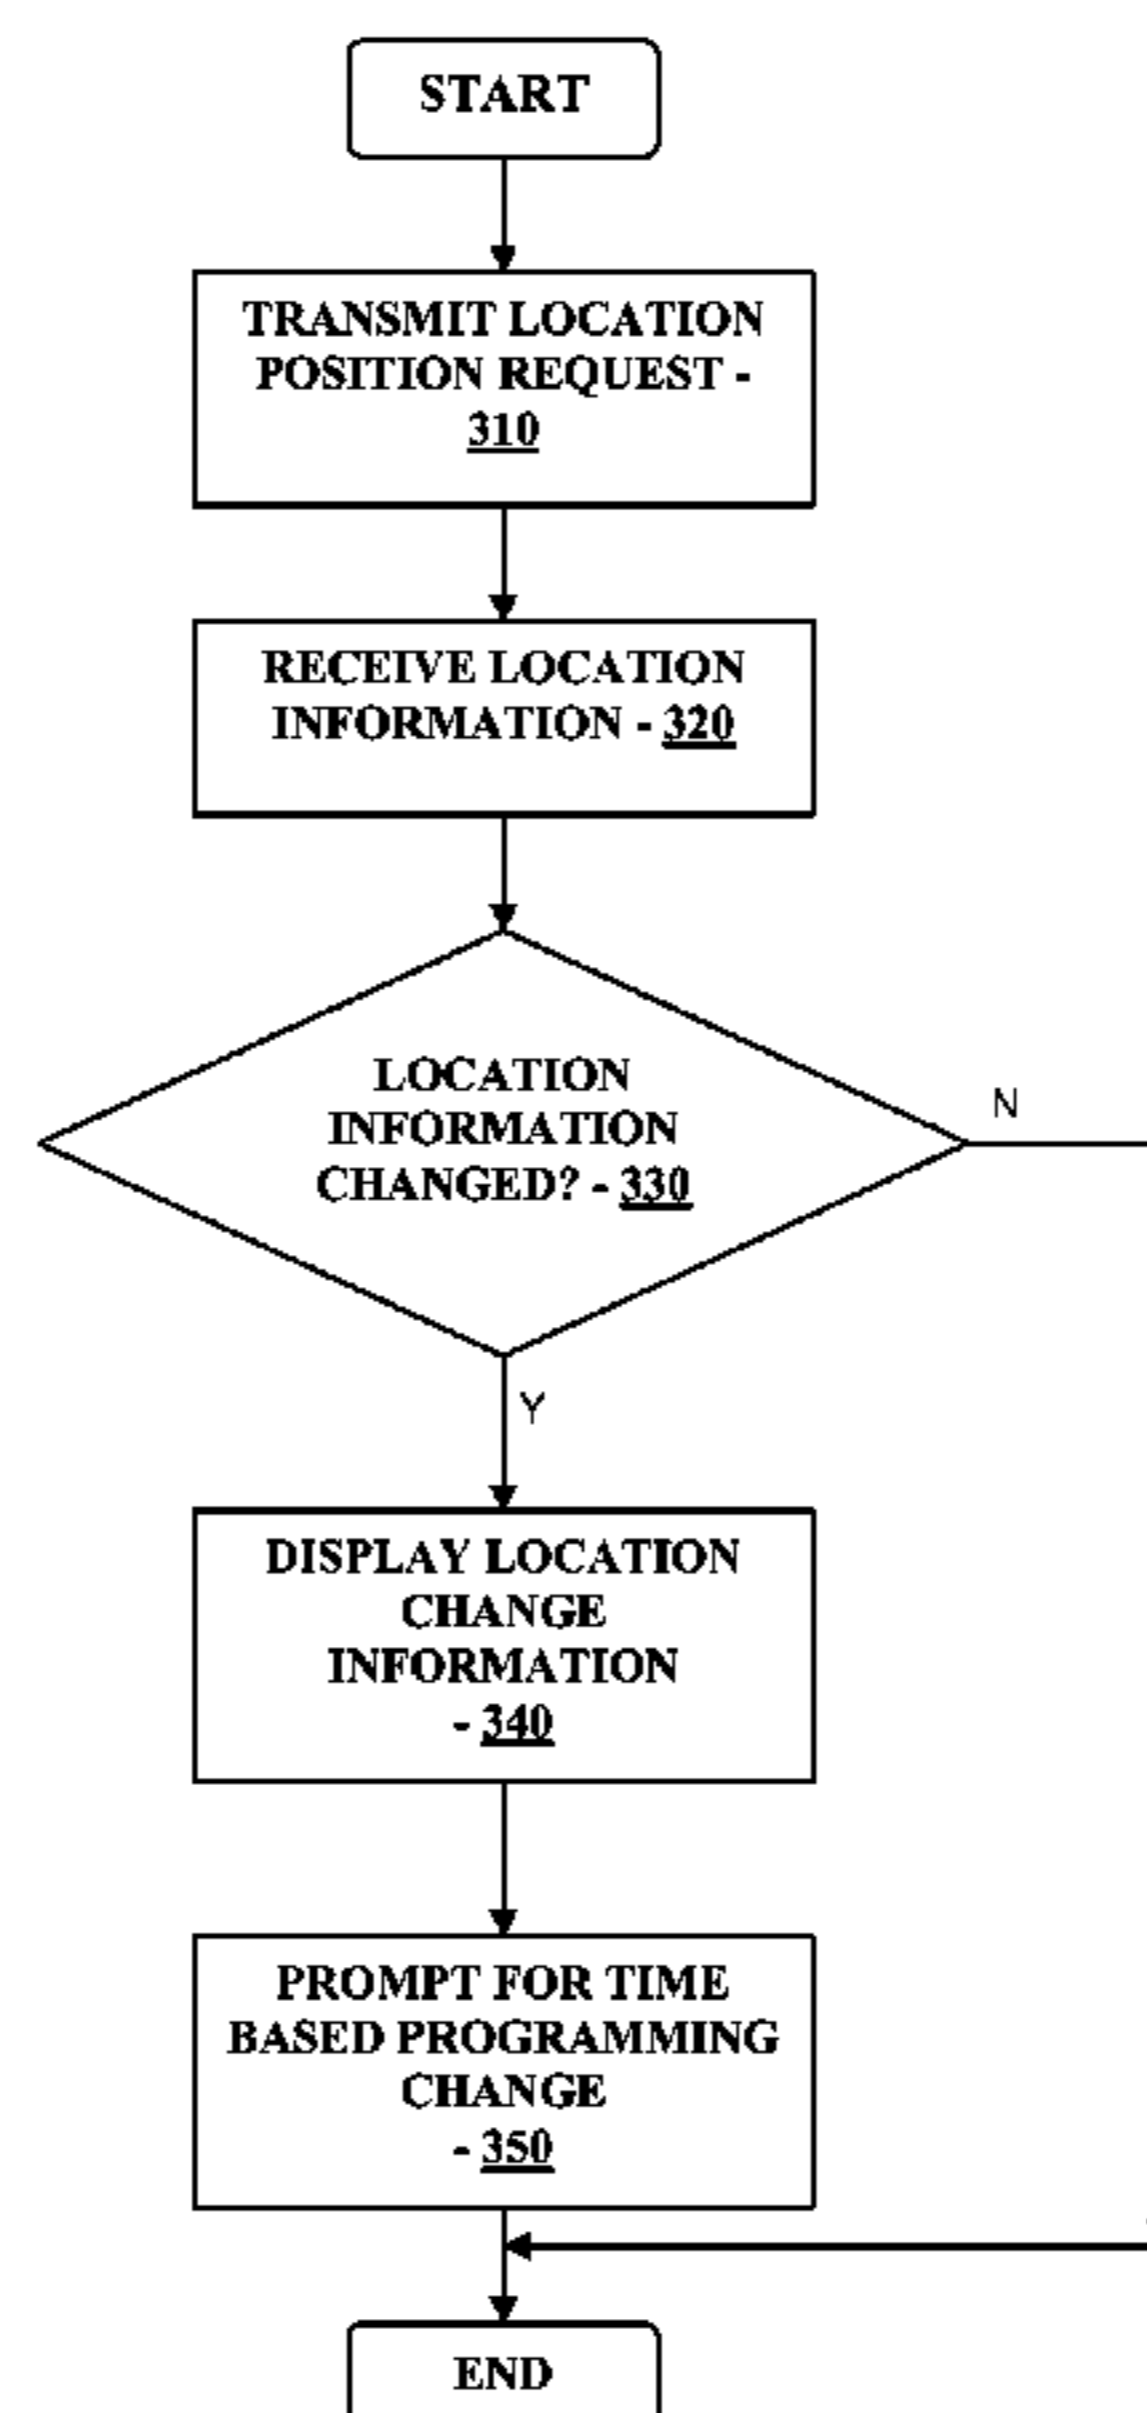 START
TRANSMIT LOCATION
POSITION REQUEST -
310
RECEIVE LOCATION
INFORMATION - 320
LOCATION
INFORMATION
CHANGED? - 330
N
Y
DISPLAY LOCATION
CHANGE
INFORMATION
- 340
PROMPT FOR TIME
BASED PROGRAMMING
CHANGE
- 350
END